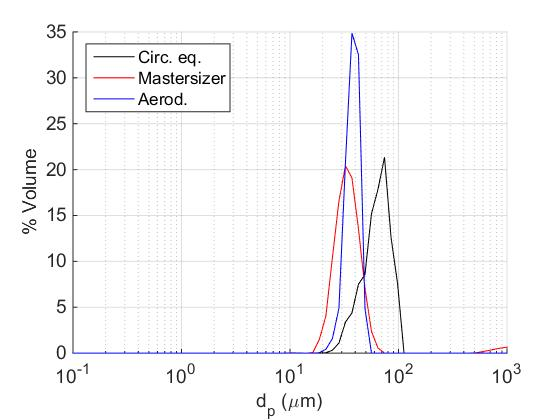 35
30
25
20
15
10
5
0
% Volume
Circ. eq.
Mastersizer
Aerod.
10⁻¹ 10⁰ 10¹ 10² 10³
dₚ (μm)